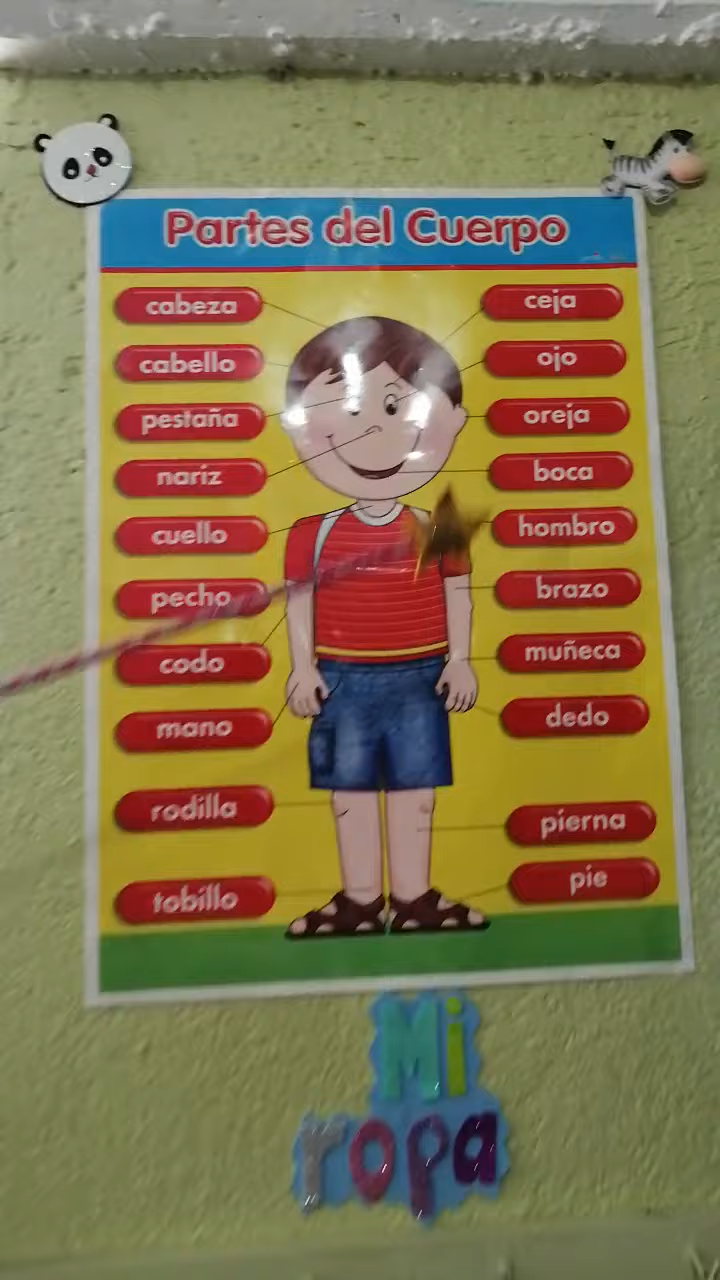 Partes del Cuerpo
cabeza
ceja
cabello
ojo
pestaña
oreja
nariz
boca
cuello
hombro
pecho
brazo
codo
muñeca
mano
dedo
rodilla
pierna
tobillo
pie
Mi
ropa